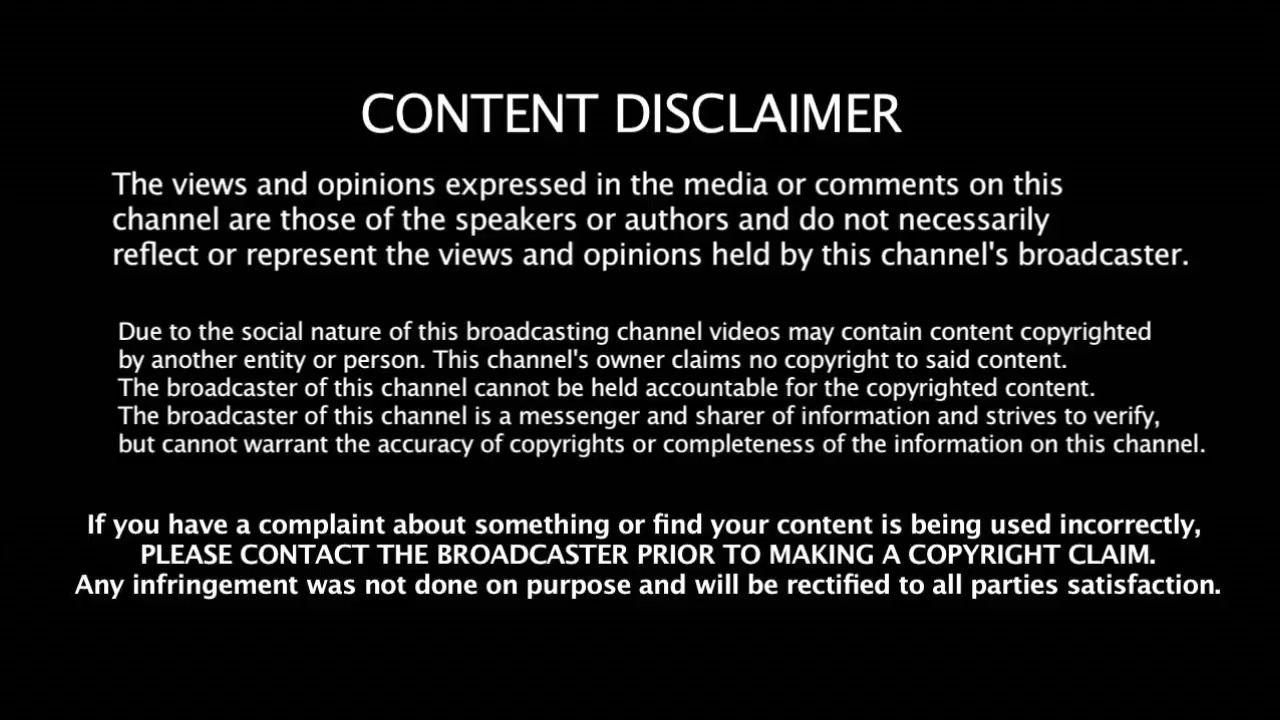 CONTENT DISCLAIMER
The views and opinions expressed in the media or comments on this
channel are those of the speakers or authors and do not necessarily
reflect or represent the views and opinions held by this channel's broadcaster.
Due to the social nature of this broadcasting channel videos may contain content copyrighted
by another entity or person. This channel's owner claims no copyright to said content.
The broadcaster of this channel cannot be held accountable for the copyrighted content.
The broadcaster of this channel is a messenger and sharer of information and strives to verify,
but cannot warrant the accuracy of copyrights or completeness of the information on this channel.
If you have a complaint about something or find your content is being used incorrectly,
PLEASE CONTACT THE BROADCASTER PRIOR TO MAKING A COPYRIGHT CLAIM.
Any infringement was not done on purpose and will be rectified to all parties satisfaction.